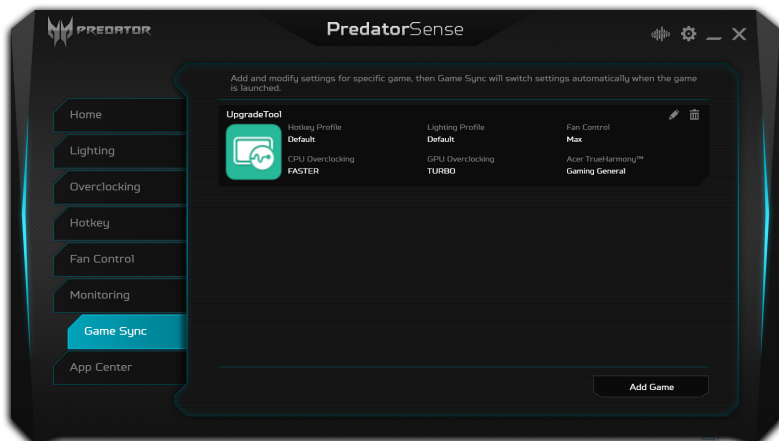 PREDATOR
PredatorSense
Add and modify settings for specific game, then Game Sync will switch settings automatically when the game
is launched.
Home
Lighting
Overclocking
Hotkey
Fan Control
Monitoring
Game Sync
App Center
UpgradeTool
Hotkey Profile
Default
Lighting Profile
Default
Fan Control
Max
CPU Overclocking
FASTER
GPU Overclocking
TURBO
Acer TrueHarmony™
Gaming General
Add Game